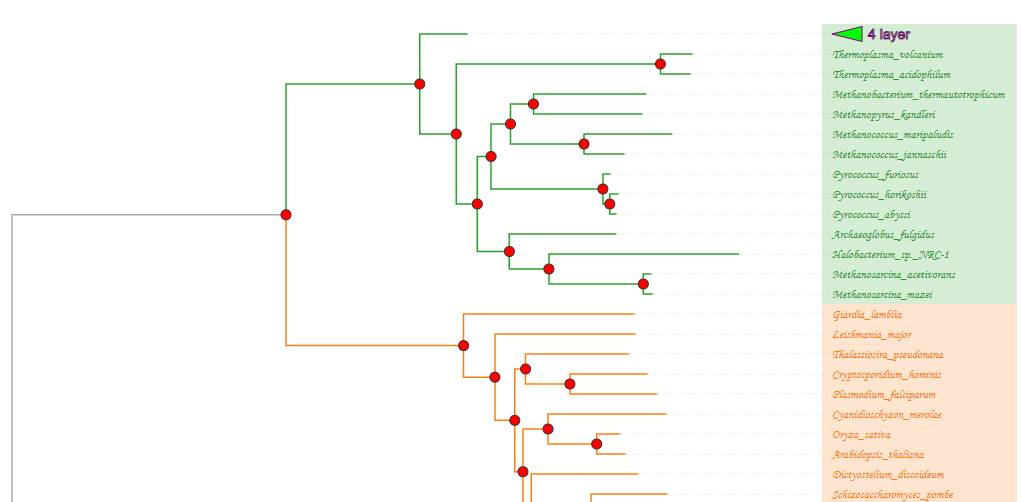 4 layer
Thermoplasma_volcanium
Thermoplasma_acidophilum
Methanobacterium_thermautotrophicum
Methanopyrus_kandleri
Methanococcus_maripaludis
Methanococcus_jannaschii
Pyrococcus_furiosus
Pyrococcus_horikoshii
Pyrococcus_abyssi
Archaeoglobus_fulgidus
Halobacterium_sp._NRC-1
Methanosarcina_acetivorans
Methanosarcina_mazei
Giardia_lamblia
Leishmania_major
Thalassiosira_pseudonana
Cryptosporidium_hominis
Plasmodium_falciparum
Cyanidioschyzon_merolae
Oryza_sativa
Arabidopsis_thaliana
Dictyostelium_discoideum
Schizosaccharomyces_pombe